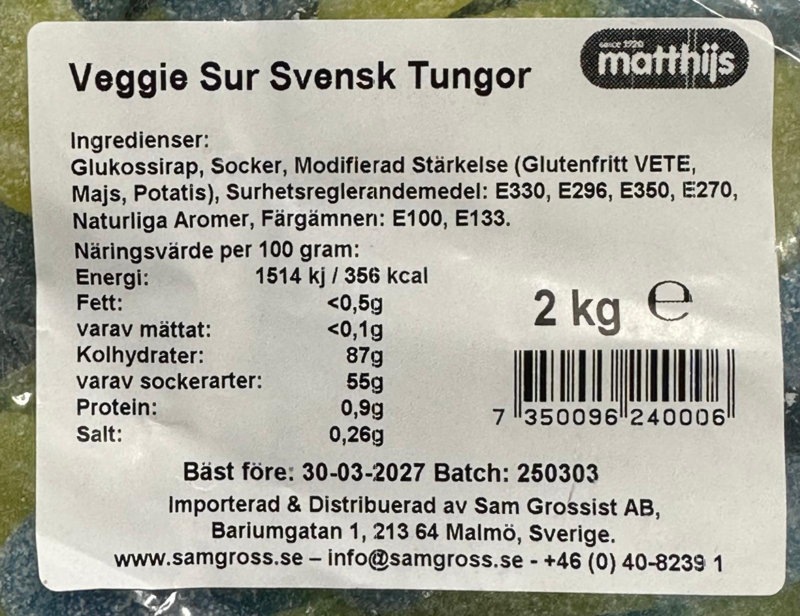 Veggie Sur Svensk Tungor
since 1920
matthijs
Ingredienser:
Glukossirap, Socker, Modifierad Stärkelse (Glutenfritt VETE,
Majs, Potatis), Surhetsreglerandemedel: E330, E296, E350, E270,
Naturliga Aromer, Färgämnen: E100, E133.
Näringsvärde per 100 gram:
Energi: 1514 kj / 356 kcal
Fett: <0,5g
varav mättat: <0,1g
Kolhydrater: 87g
varav sockerarter: 55g
Protein: 0,9g
Salt: 0,26g
2 kg ℮
7 350096 240006
Bäst före: 30-03-2027 Batch: 250303
Importerad & Distribuerad av Sam Grossist AB,
Bariumgatan 1, 213 64 Malmö, Sverige.
www.samgross.se – info@samgross.se - +46 (0) 40-8239 1